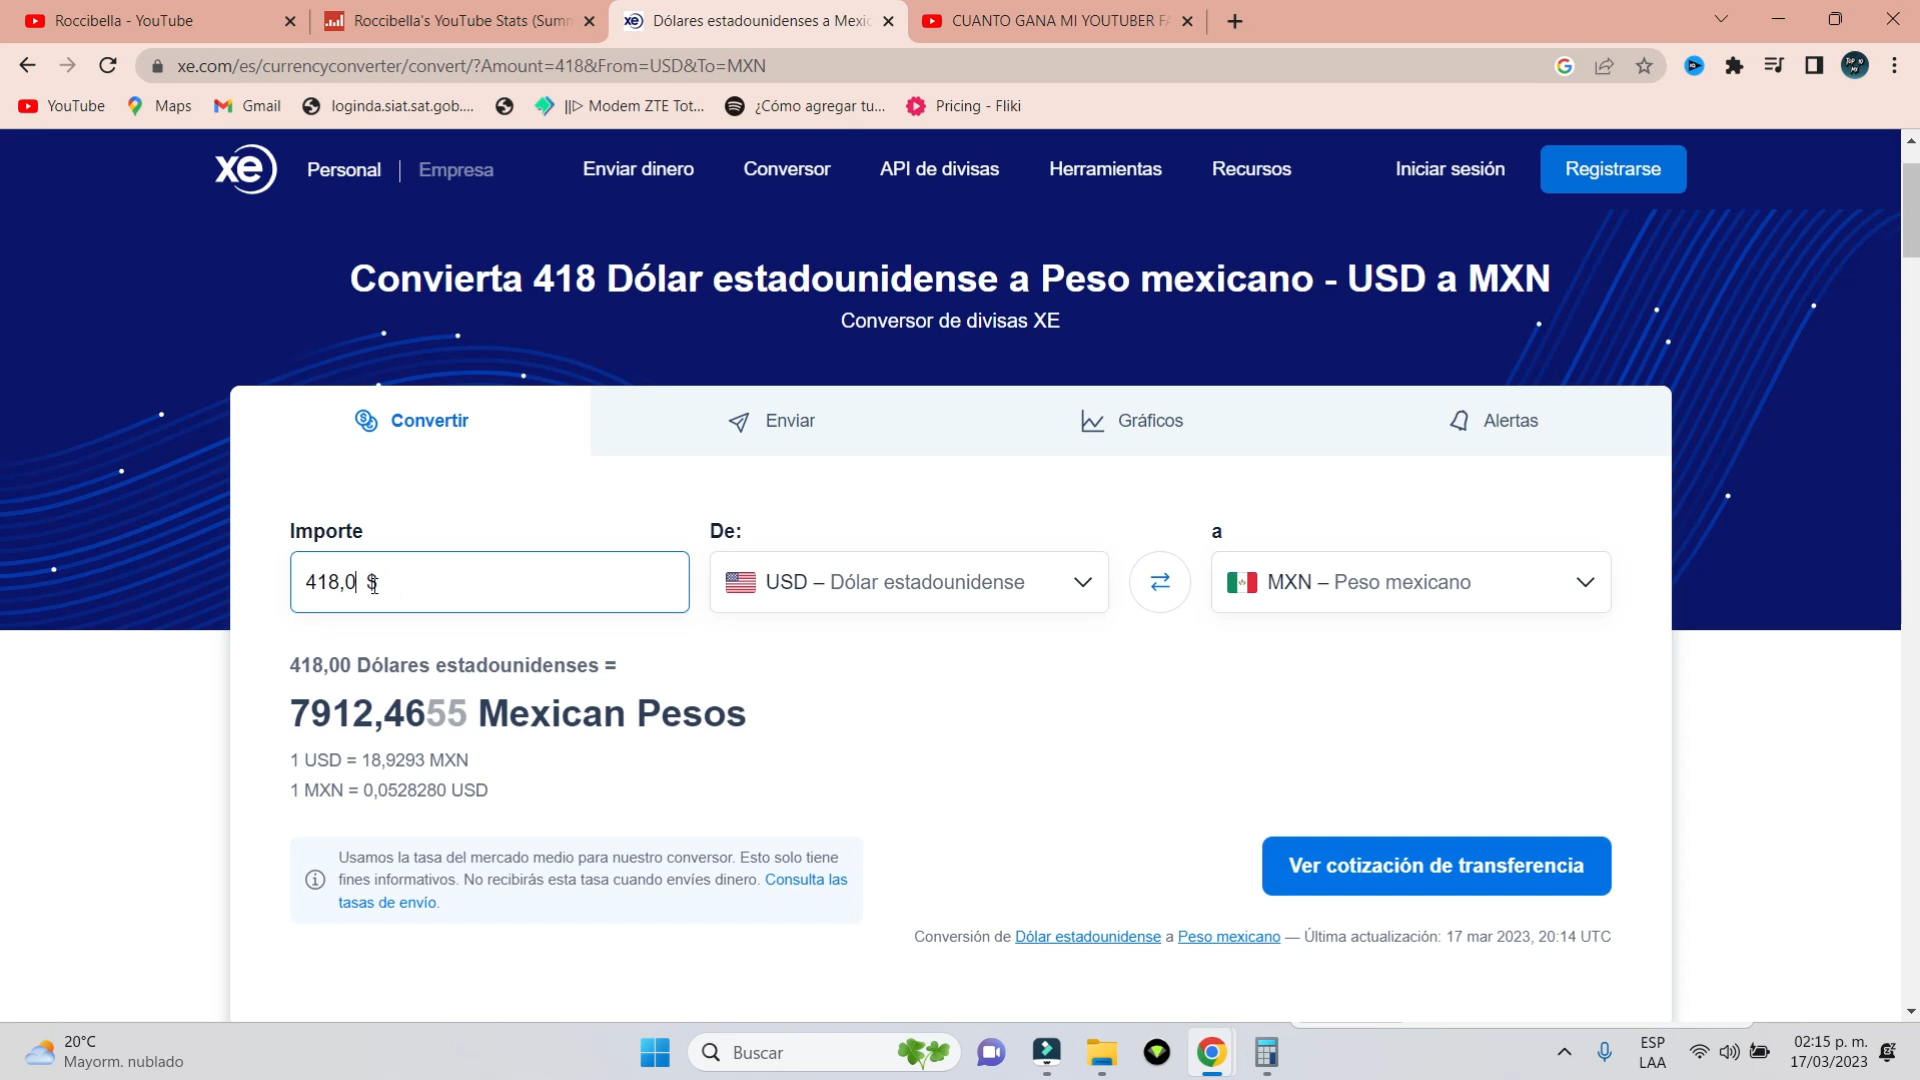 Roccibella - YouTube
Roccibella's YouTube Stats (Sum
Dólares estadounidenses a Mexic
CUANTO GANA MI YOUTUBER FA
xe.com/es/currencyconverter/convert/?Amount=418&From=USD&To=MXN
YouTube
Maps
Gmail
loginda.siat.sat.gob....
||▷ Modem ZTE Tot...
¿Cómo agregar tu...
Pricing - Fliki
xe
Personal
Empresa
Enviar dinero
Conversor
API de divisas
Herramientas
Recursos
Iniciar sesión
Registrarse
Convierta 418 Dólar estadounidense a Peso mexicano - USD a MXN
Conversor de divisas XE
Convertir
Enviar
Gráficos
Alertas
Importe
De:
a
418,0 $
USD – Dólar estadounidense
MXN – Peso mexicano
418,00 Dólares estadounidenses =
7912,4655 Mexican Pesos
1 USD = 18,9293 MXN
1 MXN = 0,0528280 USD
Usamos la tasa del mercado medio para nuestro conversor. Esto solo tiene
fines informativos. No recibirás esta tasa cuando envíes dinero. Consulta las
tasas de envío.
Ver cotización de transferencia
Conversión de Dólar estadounidense a Peso mexicano — Última actualización: 17 mar 2023, 20:14 UTC
20°C
Mayorm. nublado
Buscar
ESP
LAA
02:15 p. m.
17/03/2023